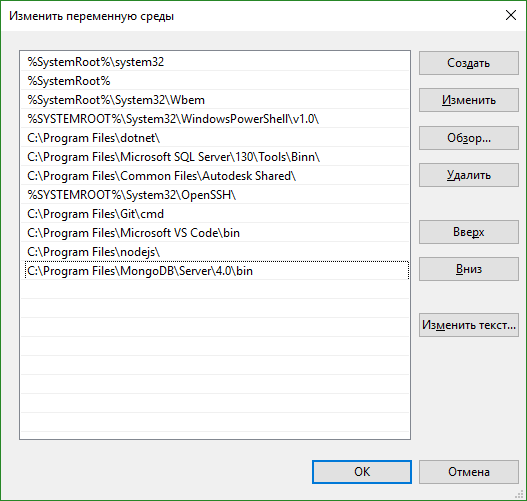 Изменить переменную среды
%SystemRoot%\system32
%SystemRoot%
%SystemRoot%\System32\Wbem
%SYSTEMROOT%\System32\WindowsPowerShell\v1.0\
C:\Program Files\dotnet\
C:\Program Files\Microsoft SQL Server\130\Tools\Binn\
C:\Program Files\Common Files\Autodesk Shared\
%SYSTEMROOT%\System32\OpenSSH\
C:\Program Files\Git\cmd
C:\Program Files\Microsoft VS Code\bin
C:\Program Files\nodejs\
C:\Program Files\MongoDB\Server\4.0\bin
Создать
Изменить
Обзор...
Удалить
Вверх
Вниз
Изменить текст...
OK
Отмена